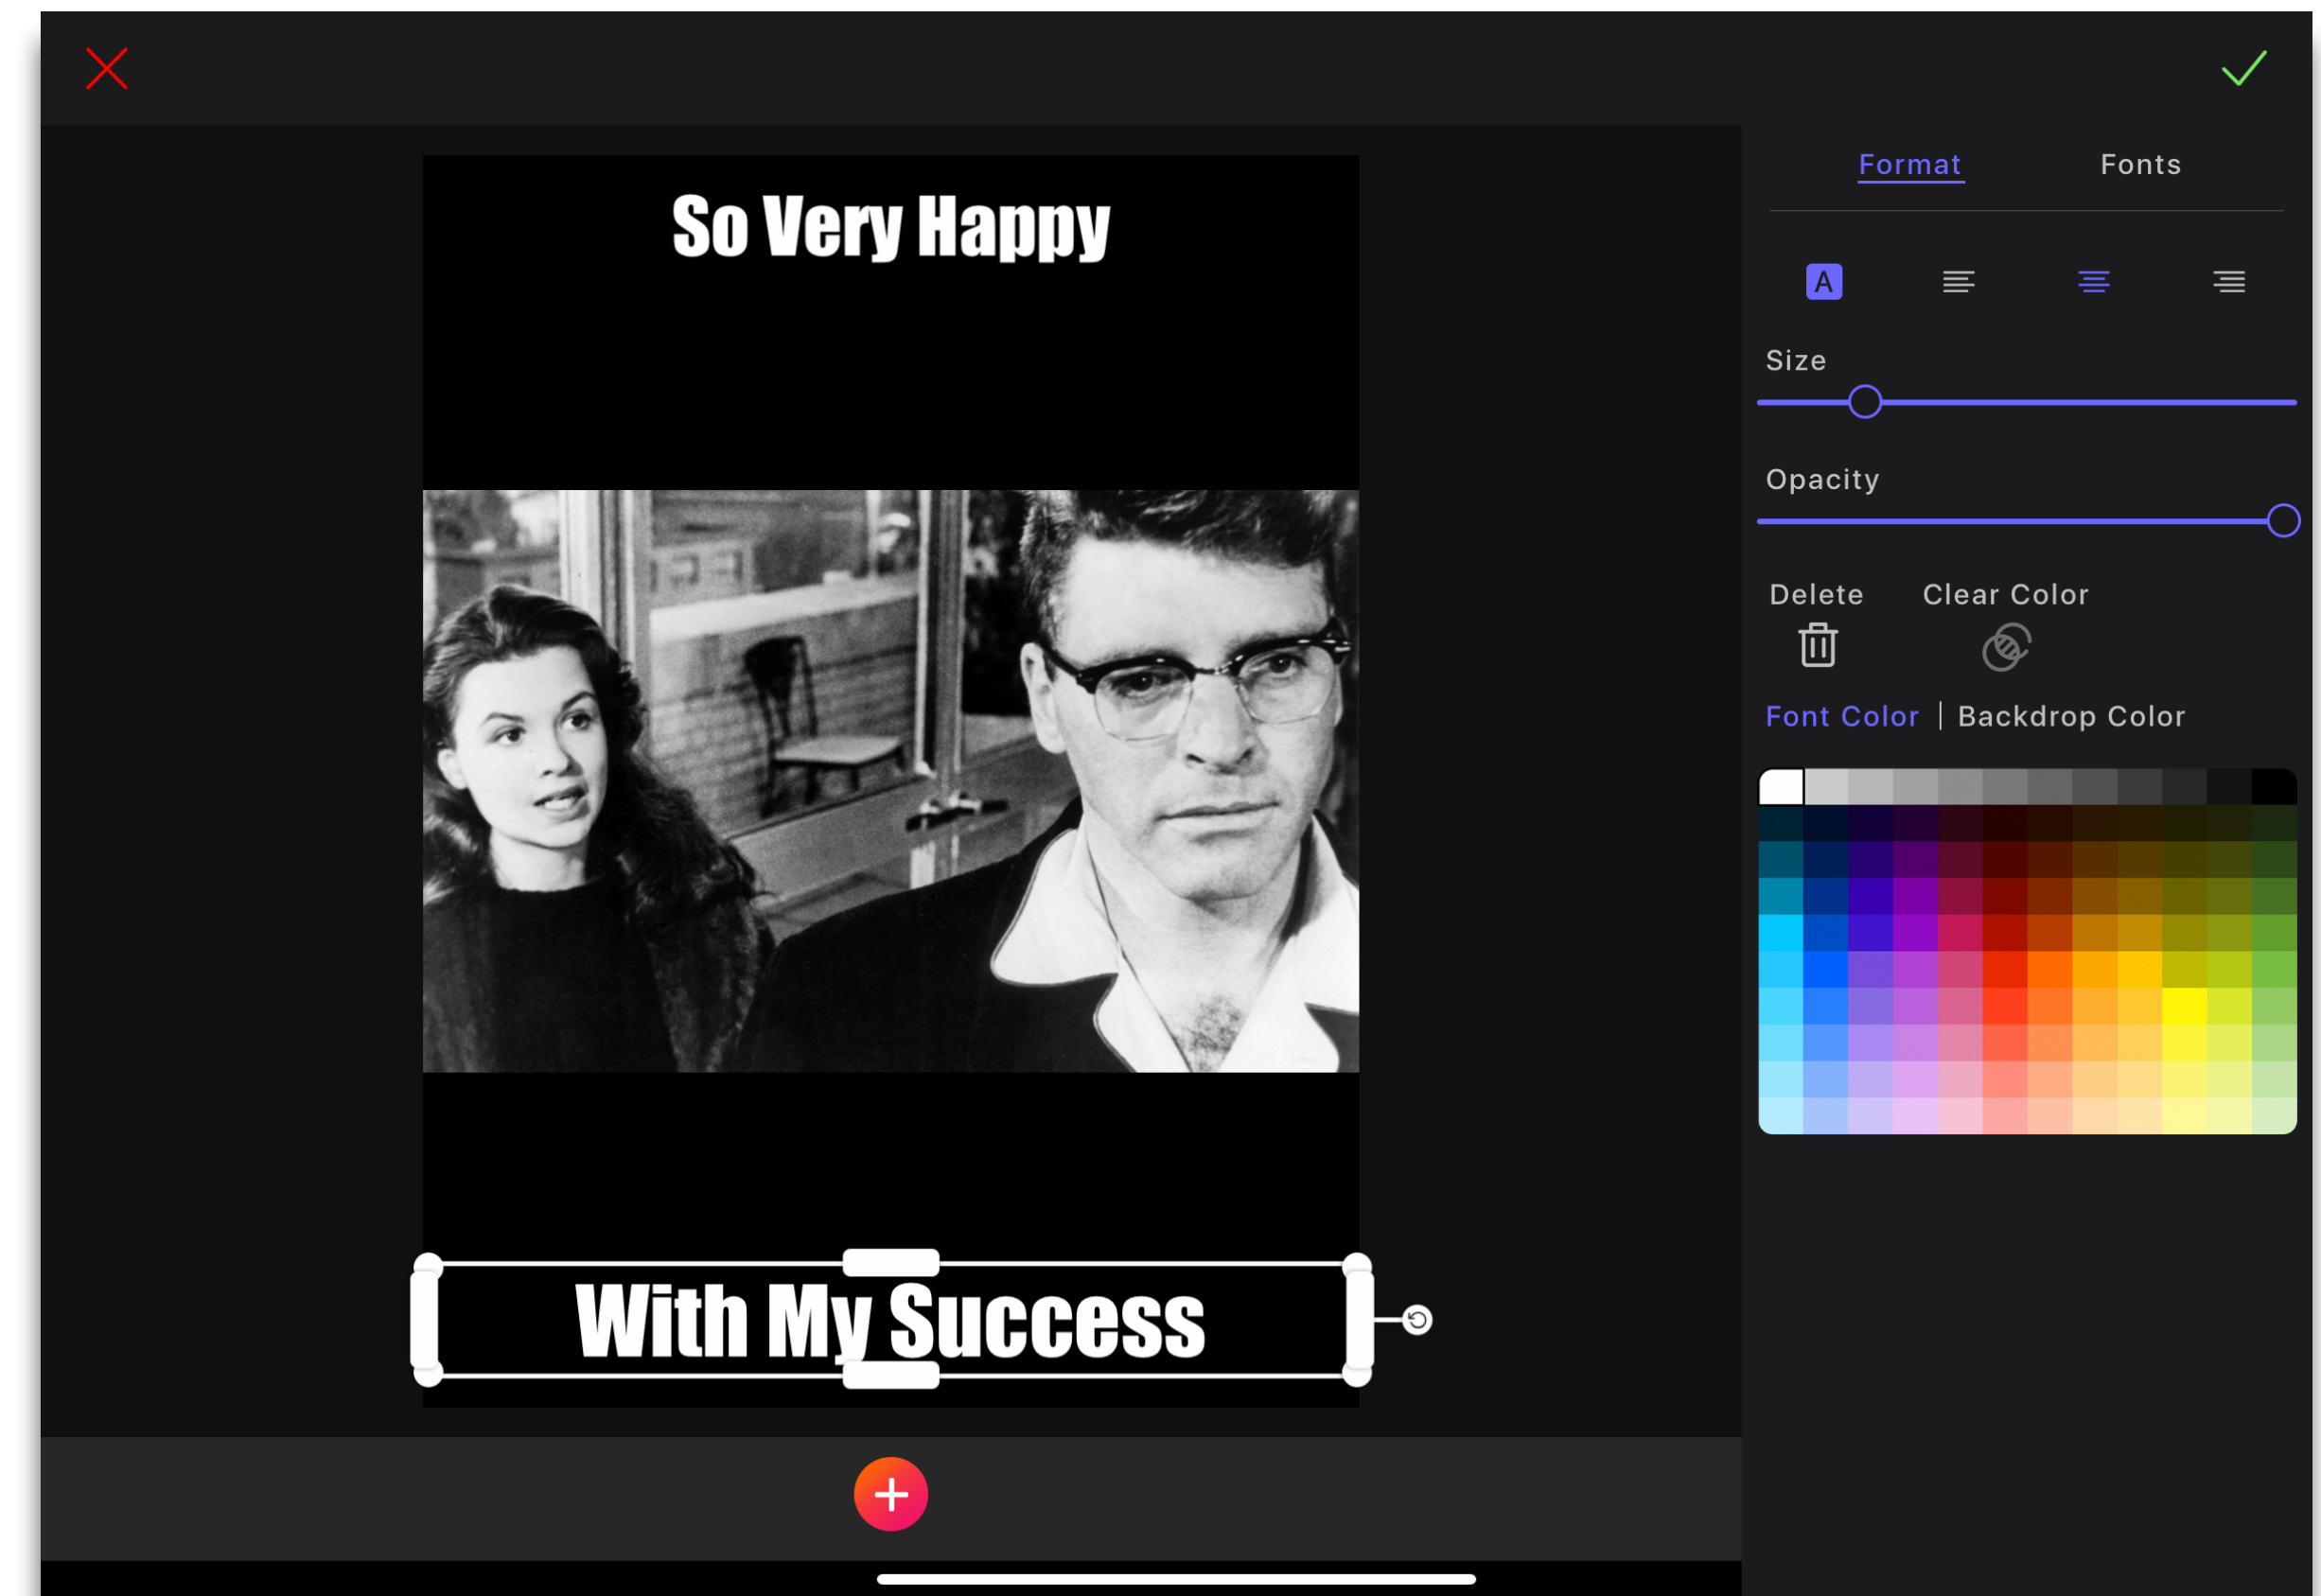 Format
Fonts
So Very Happy
A
Size
Opacity
Delete
Clear Color
Font Color | Backdrop Color
With My Success